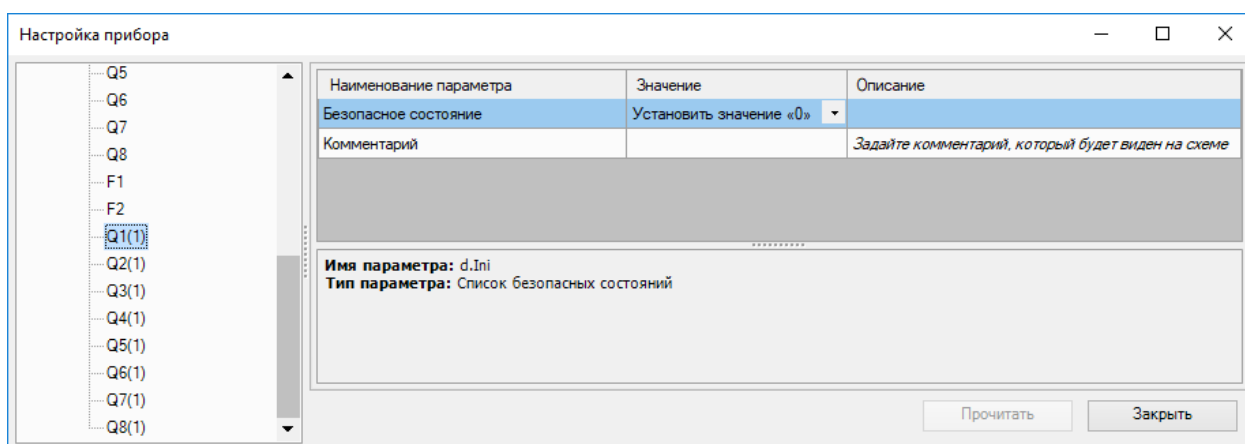 Настройка прибора
Q5
Q6
Q7
Q8
F1
F2
Q1(1)
Q2(1)
Q3(1)
Q4(1)
Q5(1)
Q6(1)
Q7(1)
Q8(1)
Наименование параметра Значение Описание
Безопасное состояние Установить значение «0»
Комментарий Задайте комментарий, который будет виден на схеме
Имя параметра: d.Ini
Тип параметра: Список безопасных состояний
Прочитать Закрыть